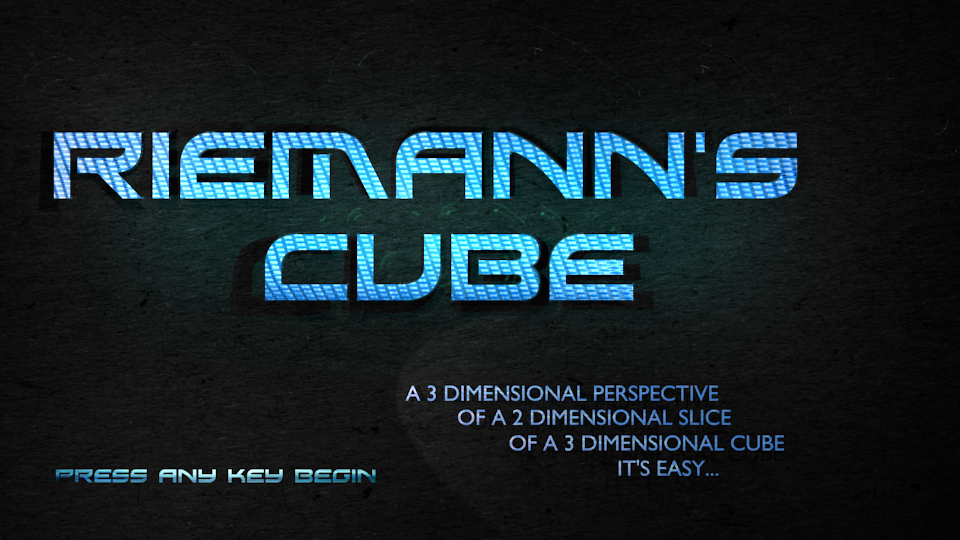 RIEMANN'S
CUBE
A 3 DIMENSIONAL PERSPECTIVE
OF A 2 DIMENSIONAL SLICE
OF A 3 DIMENSIONAL CUBE
IT'S EASY...
PRESS ANY KEY BEGIN